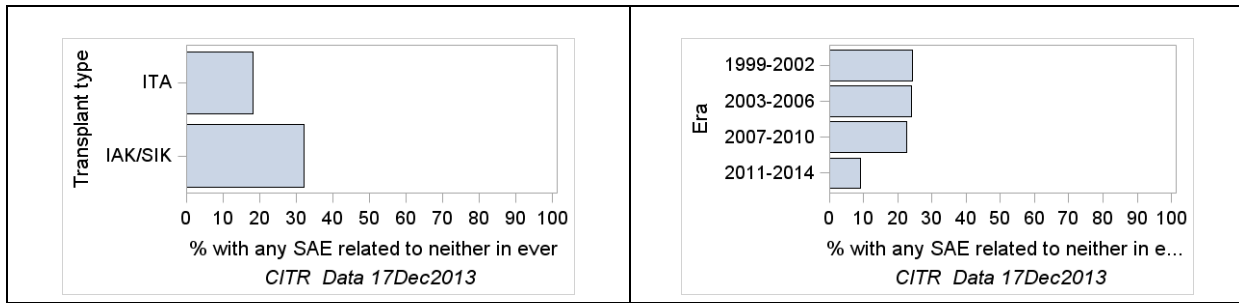 Transplant type
ITA
IAK/SIK
0 10 20 30 40 50 60 70 80 90 100
% with any SAE related to neither in ever
CITR Data 17Dec2013
Era
1999-2002
2003-2006
2007-2010
2011-2014
0 10 20 30 40 50 60 70 80 90 100
% with any SAE related to neither in e...
CITR Data 17Dec2013